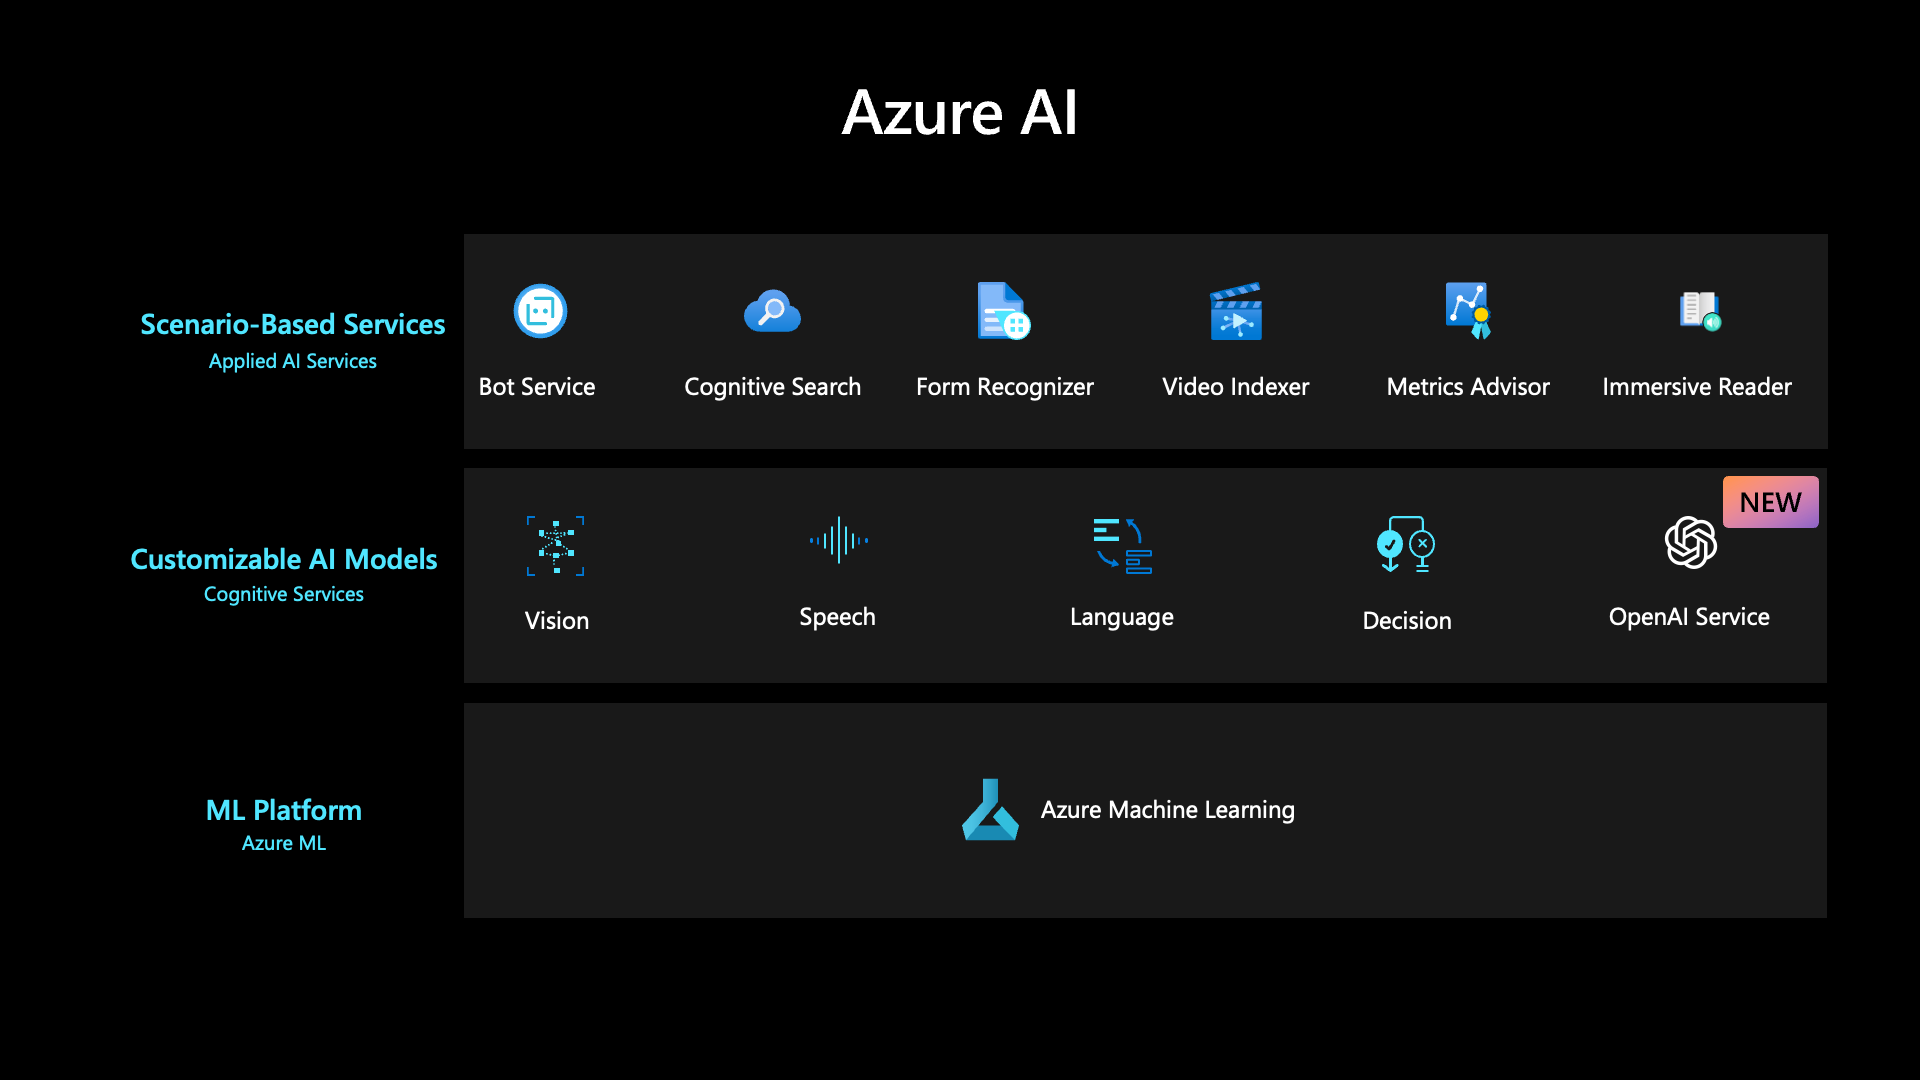 Azure AI
Scenario-Based Services
Applied AI Services
Bot Service
Cognitive Search
Form Recognizer
Video Indexer
Metrics Advisor
Immersive Reader
Customizable AI Models
Cognitive Services
Vision
Speech
Language
Decision
OpenAI Service
NEW
ML Platform
Azure ML
Azure Machine Learning